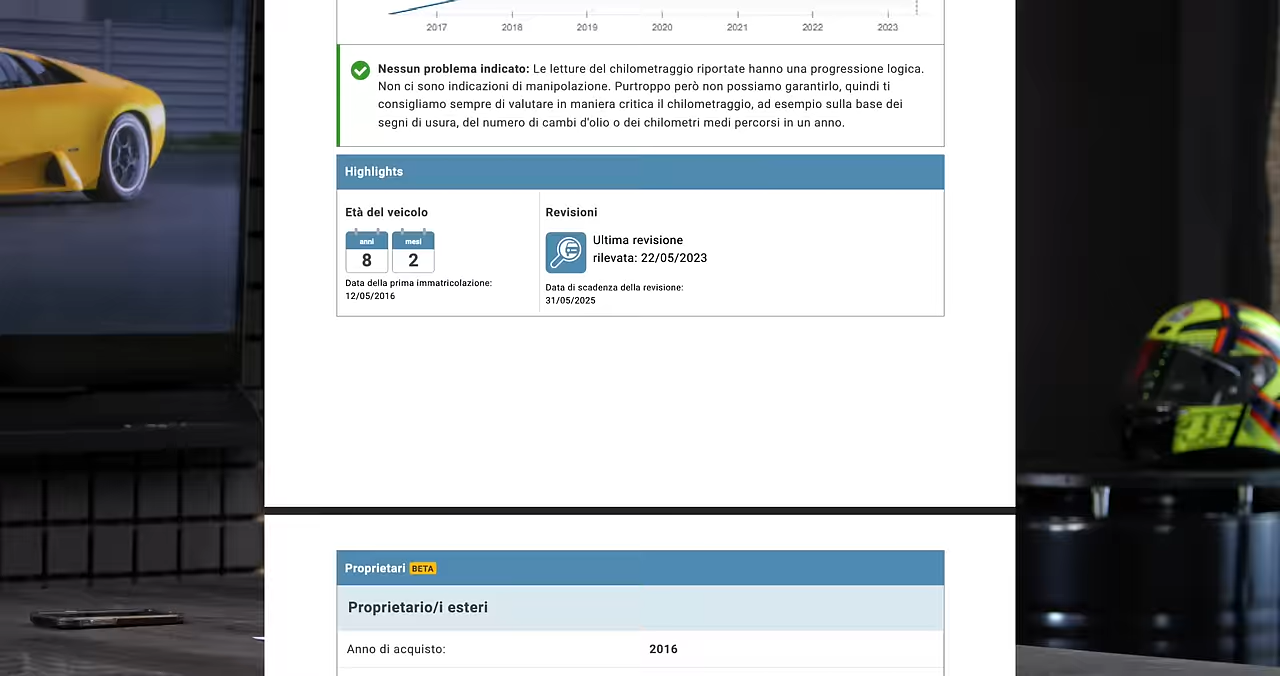 2017 2018 2019 2020 2021 2022 2023
Nessun problema indicato: Le letture del chilometraggio riportate hanno una progressione logica.
Non ci sono indicazioni di manipolazione. Purtroppo però non possiamo garantirlo, quindi ti
consigliamo sempre di valutare in maniera critica il chilometraggio, ad esempio sulla base dei
segni di usura, del numero di cambi d'olio o dei chilometri medi percorsi in un anno.
Highlights
Età del veicolo
anni mesi
8 2
Data della prima immatricolazione:
12/05/2016
Revisioni
Ultima revisione
rilevata: 22/05/2023
Data di scadenza della revisione:
31/05/2025
Proprietari BETA
Proprietario/i esteri
Anno di acquisto: 2016
46